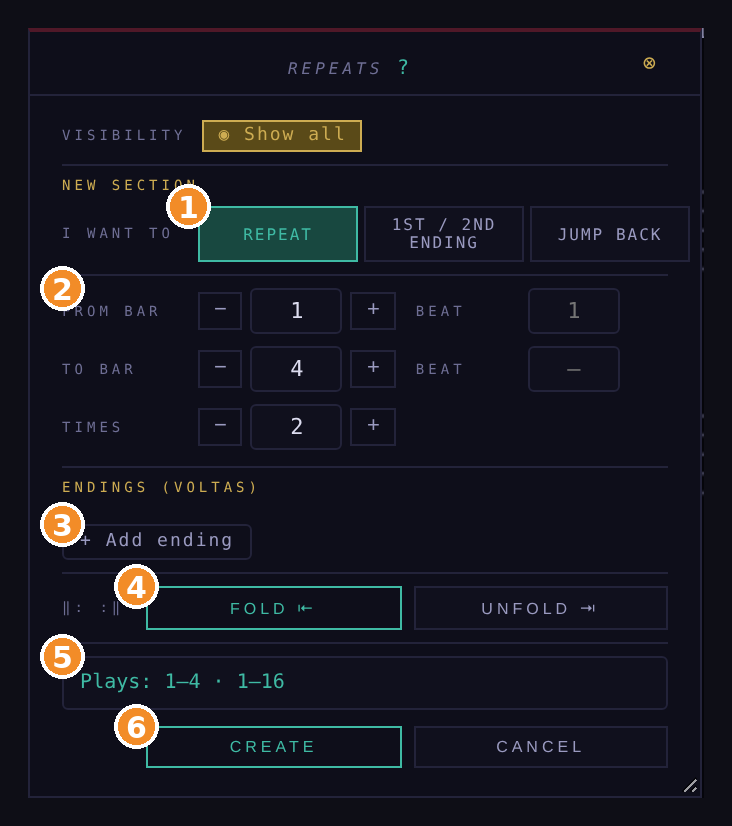 REPEATS ?
⊗
VISIBILITY ◉ Show all
NEW SECTION
1
I WANT TO REPEAT 1ST / 2ND ENDING JUMP BACK
2
FROM BAR − 1 + BEAT 1
TO BAR − 4 + BEAT —
TIMES − 2 +
ENDINGS (VOLTAS)
3
+ Add ending
4
‖: :‖ FOLD ⇤ UNFOLD ⇥
5
Plays: 1–4 · 1–16
6
CREATE CANCEL